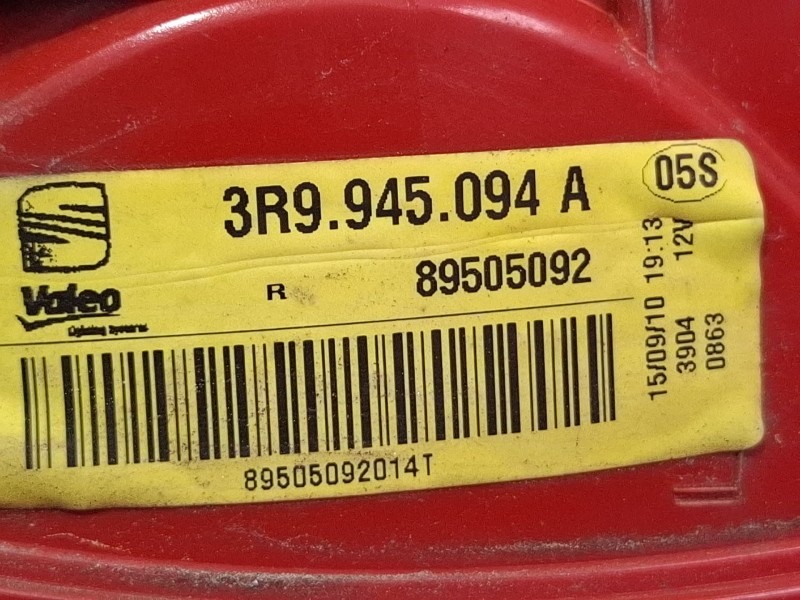 3R9.945.094 A
05S
R
89505092
Valeo
Lighting Systems
89505092014T
15/09/10 19:13
3904 12V
0863